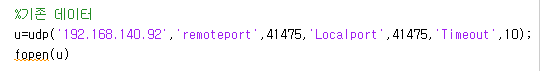 %기존 데이터
u=udp('192.168.140.92','remoteport',41475,'Localport',41475,'Timeout',10);
fopen(u)